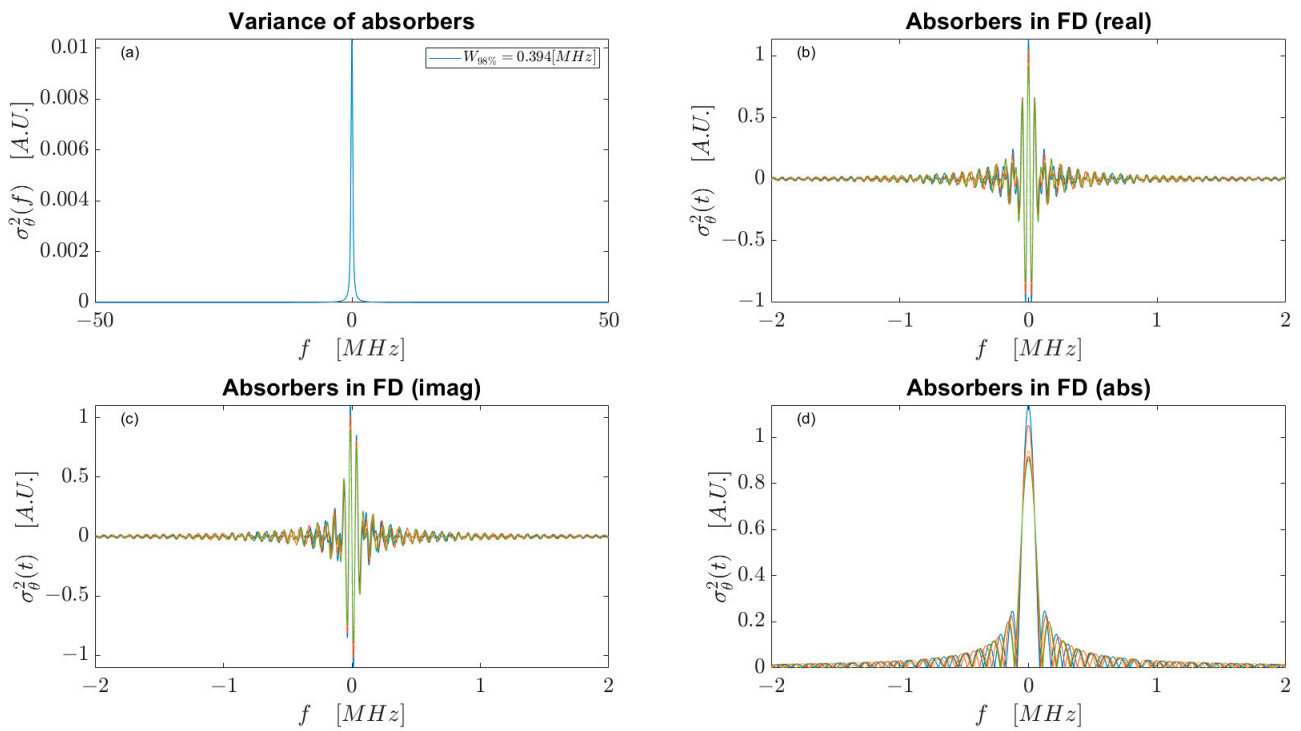 Variance of absorbers
(a)
W98% = 0.394[MHz]
0.01
0.008
0.006
0.004
0.002
0
σ²θ(f) [A.U.]
−50
0
50
f [MHz]
Absorbers in FD (real)
(b)
1
0.5
0
−0.5
−1
σ²θ(t) [A.U.]
−2
−1
0
1
2
f [MHz]
Absorbers in FD (imag)
(c)
1
0.5
0
−0.5
−1
σ²θ(t) [A.U.]
−2
−1
0
1
2
f [MHz]
Absorbers in FD (abs)
(d)
1
0.8
0.6
0.4
0.2
0
σ²θ(t) [A.U.]
−2
−1
0
1
2
f [MHz]